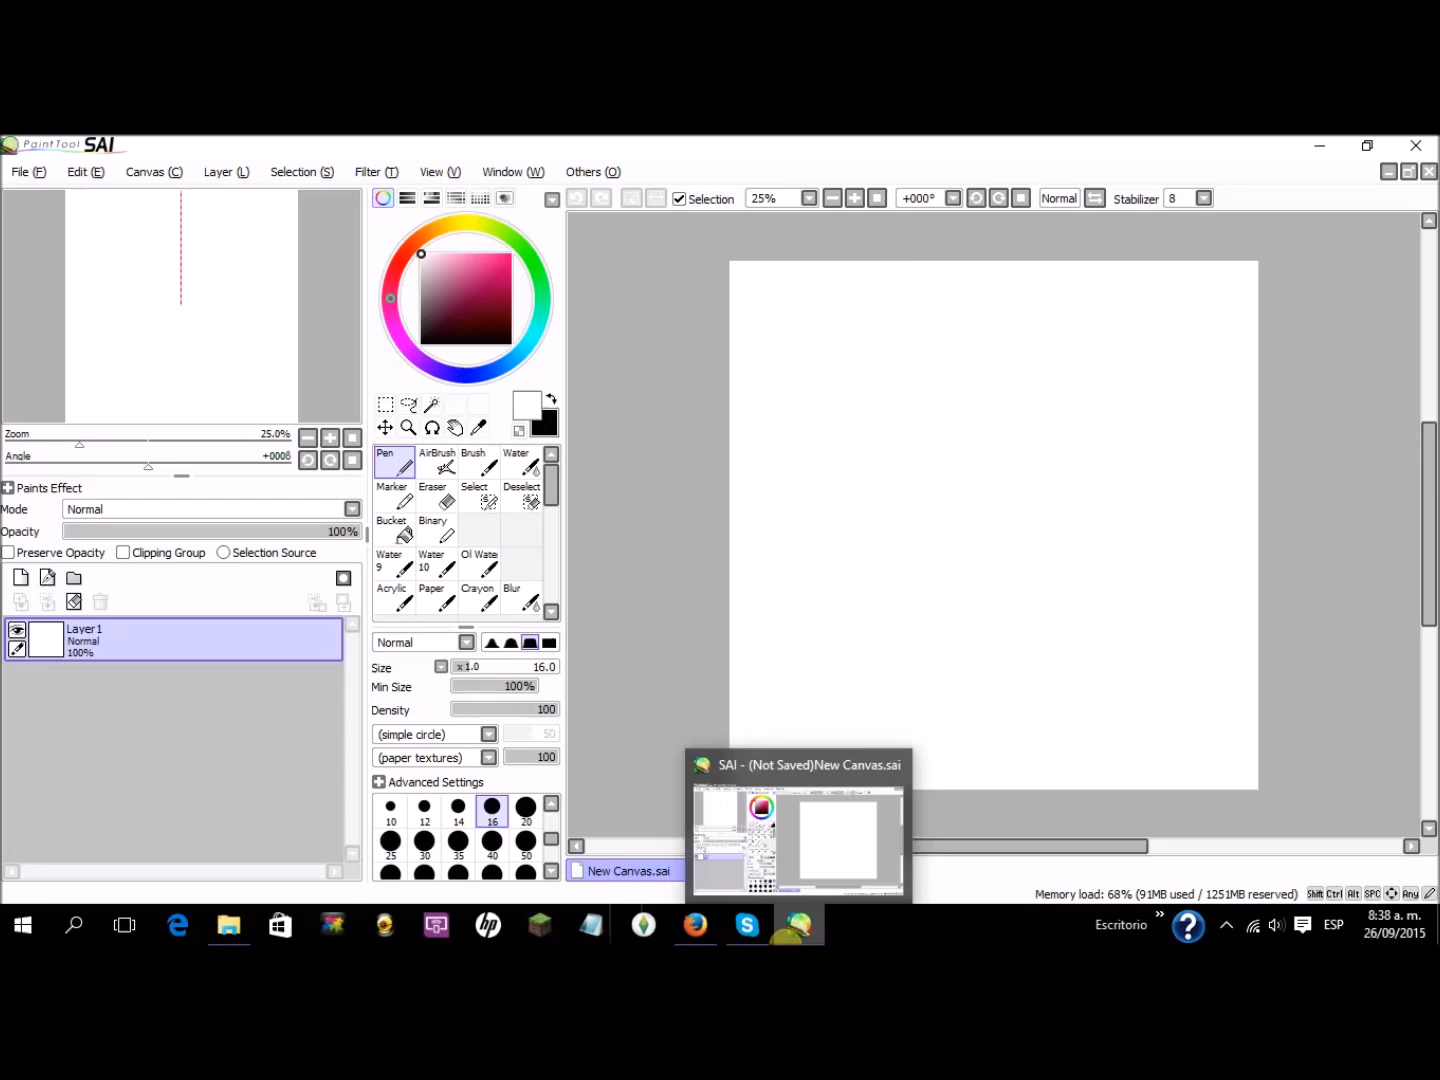 PaintTool SAI
File (F) Edit (E) Canvas (C) Layer (L) Selection (S) Filter (T) View (V) Window (W) Others (O)
Selection 25% +000° Normal Stabilizer 8
Zoom 25.0%
Angle +000ß
Paints Effect
Mode Normal
Opacity 100%
Preserve Opacity Clipping Group Selection Source
Layer1
Normal
100%
Pen AirBrush Brush Water
Marker Eraser Select Deselect
Bucket Binary
Water 9 Water 10 Ol Wate
Acrylic Paper Crayon Blur
Normal
Size x1.0 16.0
Min Size 100%
Density 100
(simple circle) 50
(paper textures) 100
Advanced Settings
10 12 14 16 20
25 30 35 40 50
SAI - (Not Saved)New Canvas.sai
New Canvas.sai
Memory load: 68% (91MB used / 1251MB reserved) Shift Ctrl Alt SPC Any
hp
Escritorio » ? ESP
8:38 a. m.
26/09/2015